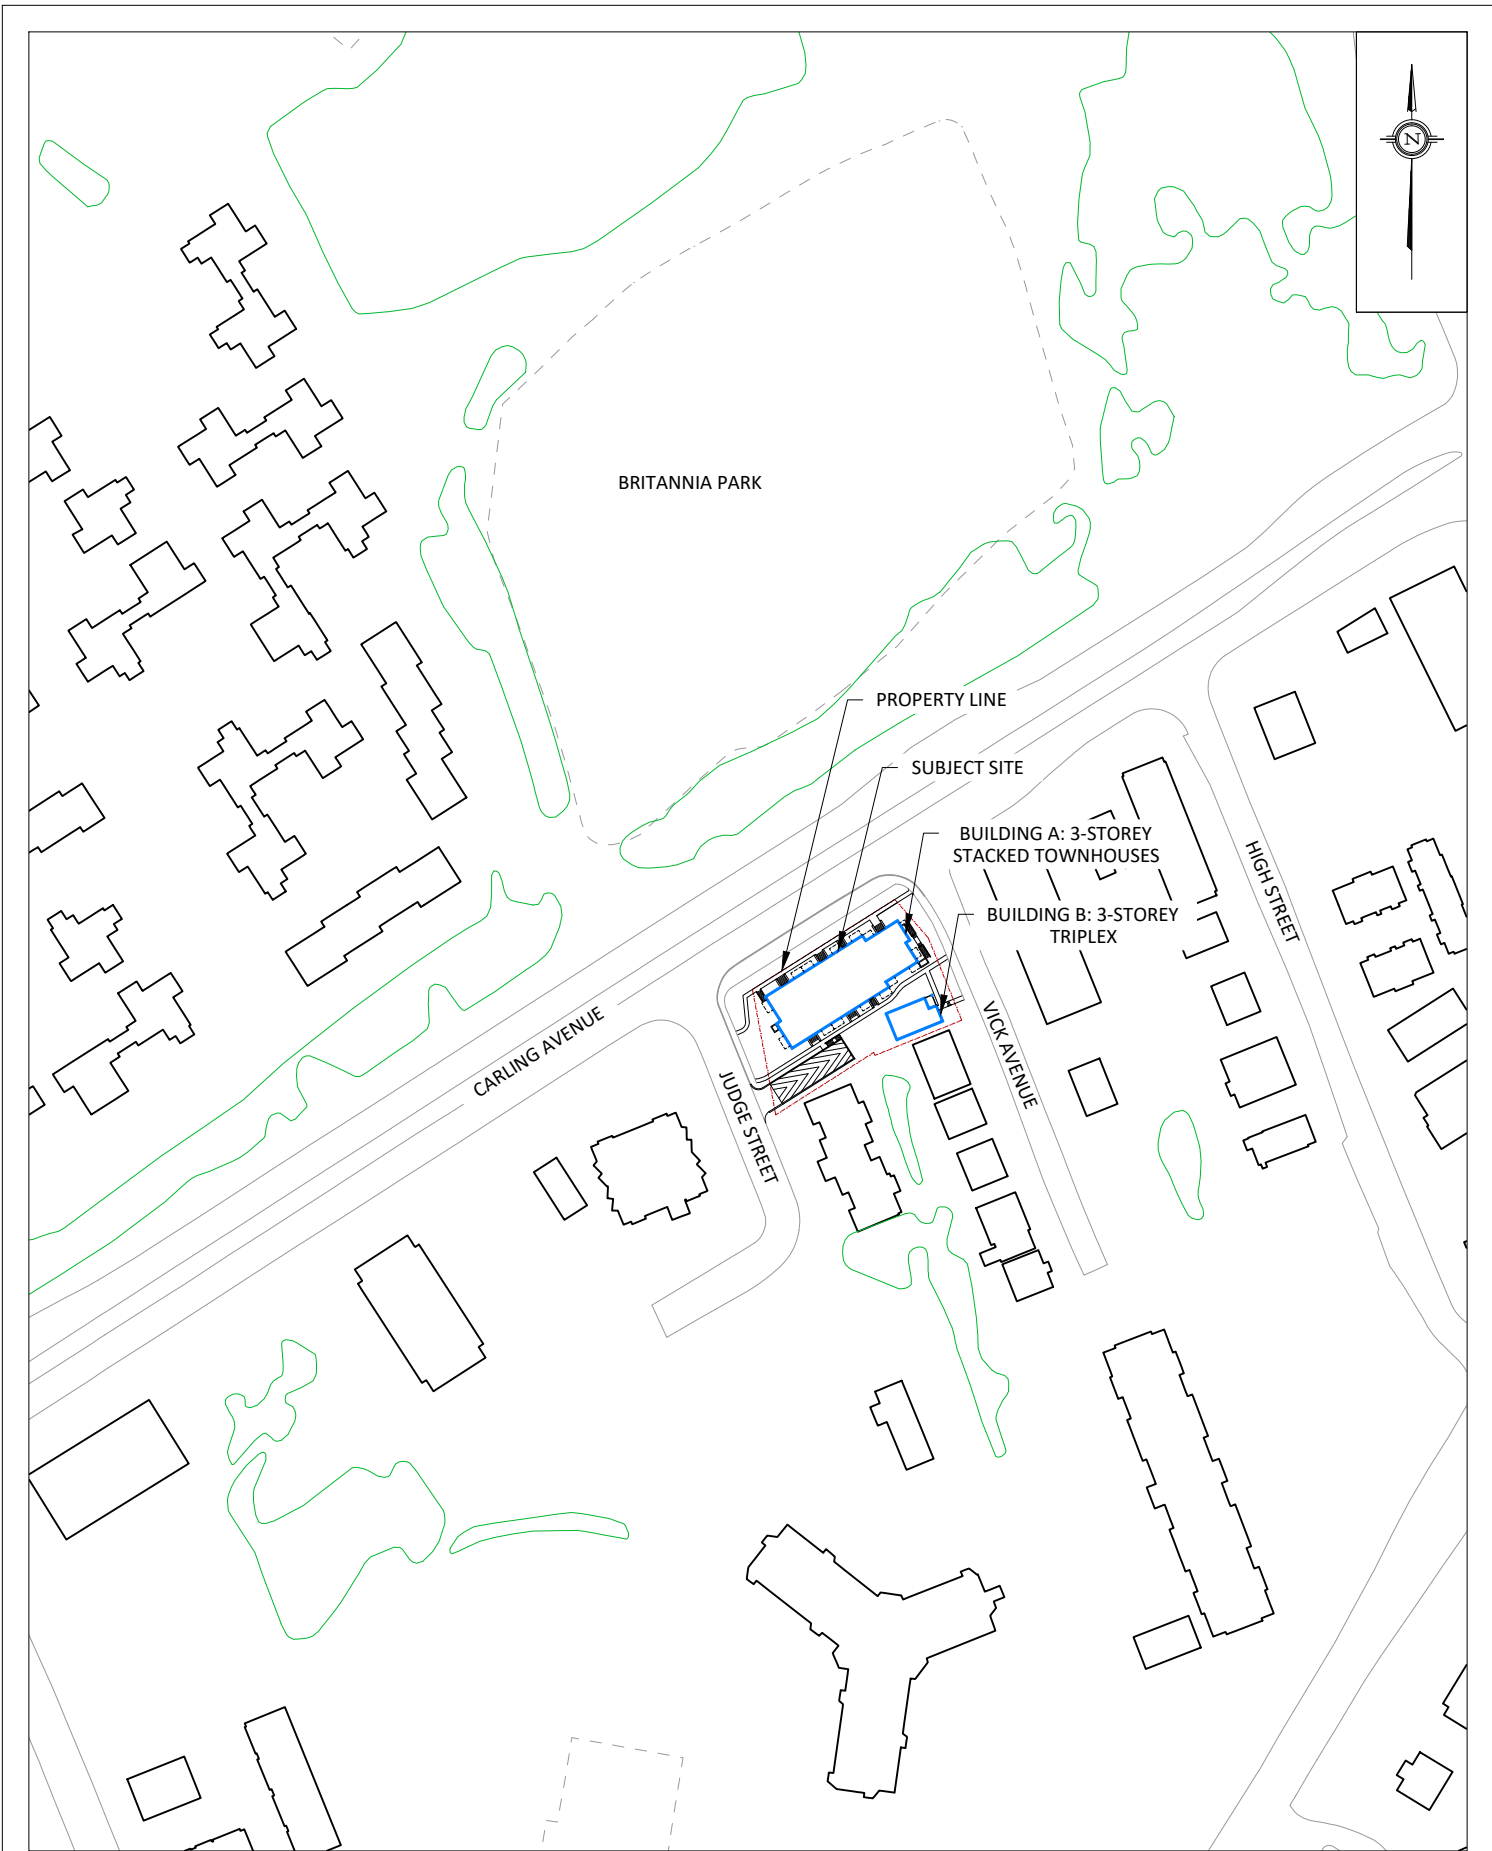 N
BRITANNIA PARK
PROPERTY LINE
SUBJECT SITE
BUILDING A: 3-STOREY
STACKED TOWNHOUSES
BUILDING B: 3-STOREY
TRIPLEX
HIGH STREET
VICK AVENUE
CARLING AVENUE
JUDGE STREET